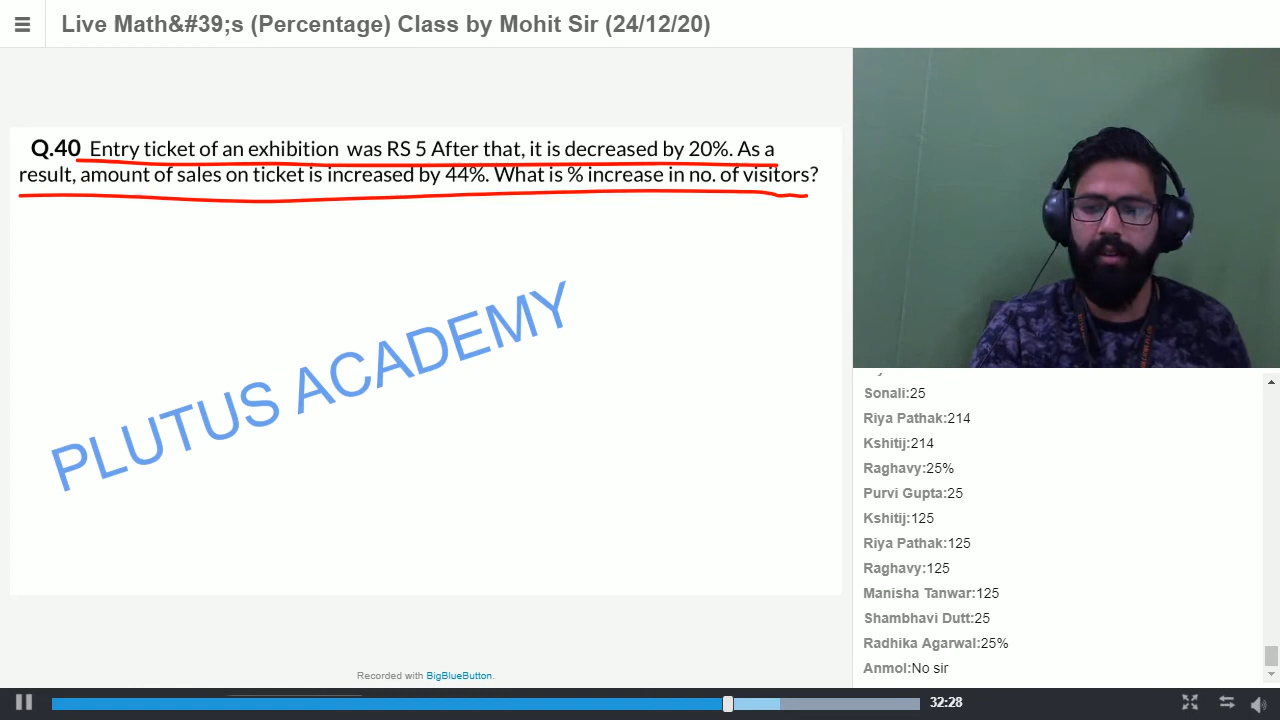 Live Math&#39;s (Percentage) Class by Mohit Sir (24/12/20)
Q.40 Entry ticket of an exhibition was RS 5 After that, it is decreased by 20%. As a
result, amount of sales on ticket is increased by 44%. What is % increase in no. of visitors?
PLUTUS ACADEMY
Sonali:25
Riya Pathak:214
Kshitij:214
Raghavy:25%
Purvi Gupta:25
Kshitij:125
Riya Pathak:125
Raghavy:125
Manisha Tanwar:125
Shambhavi Dutt:25
Radhika Agarwal:25%
Anmol:No sir
Recorded with BigBlueButton.
32:28